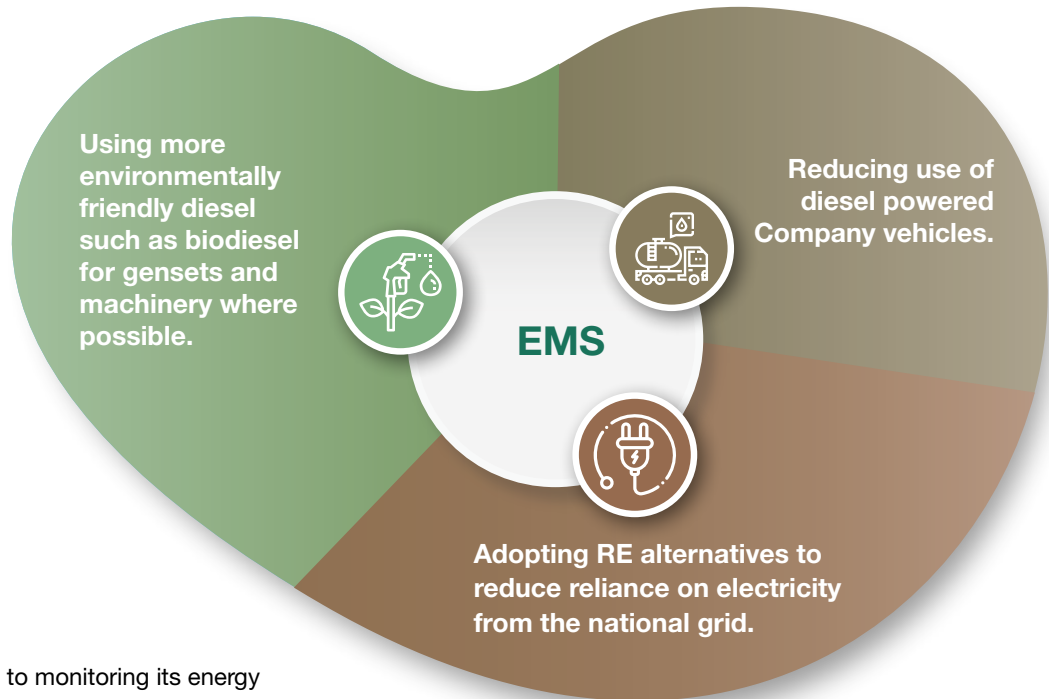 Using more
environmentally
friendly diesel
such as biodiesel
for gensets and
machinery where
possible.
Reducing use of
diesel powered
Company vehicles.
EMS
Adopting RE alternatives to
reduce reliance on electricity
from the national grid.
to monitoring its energy